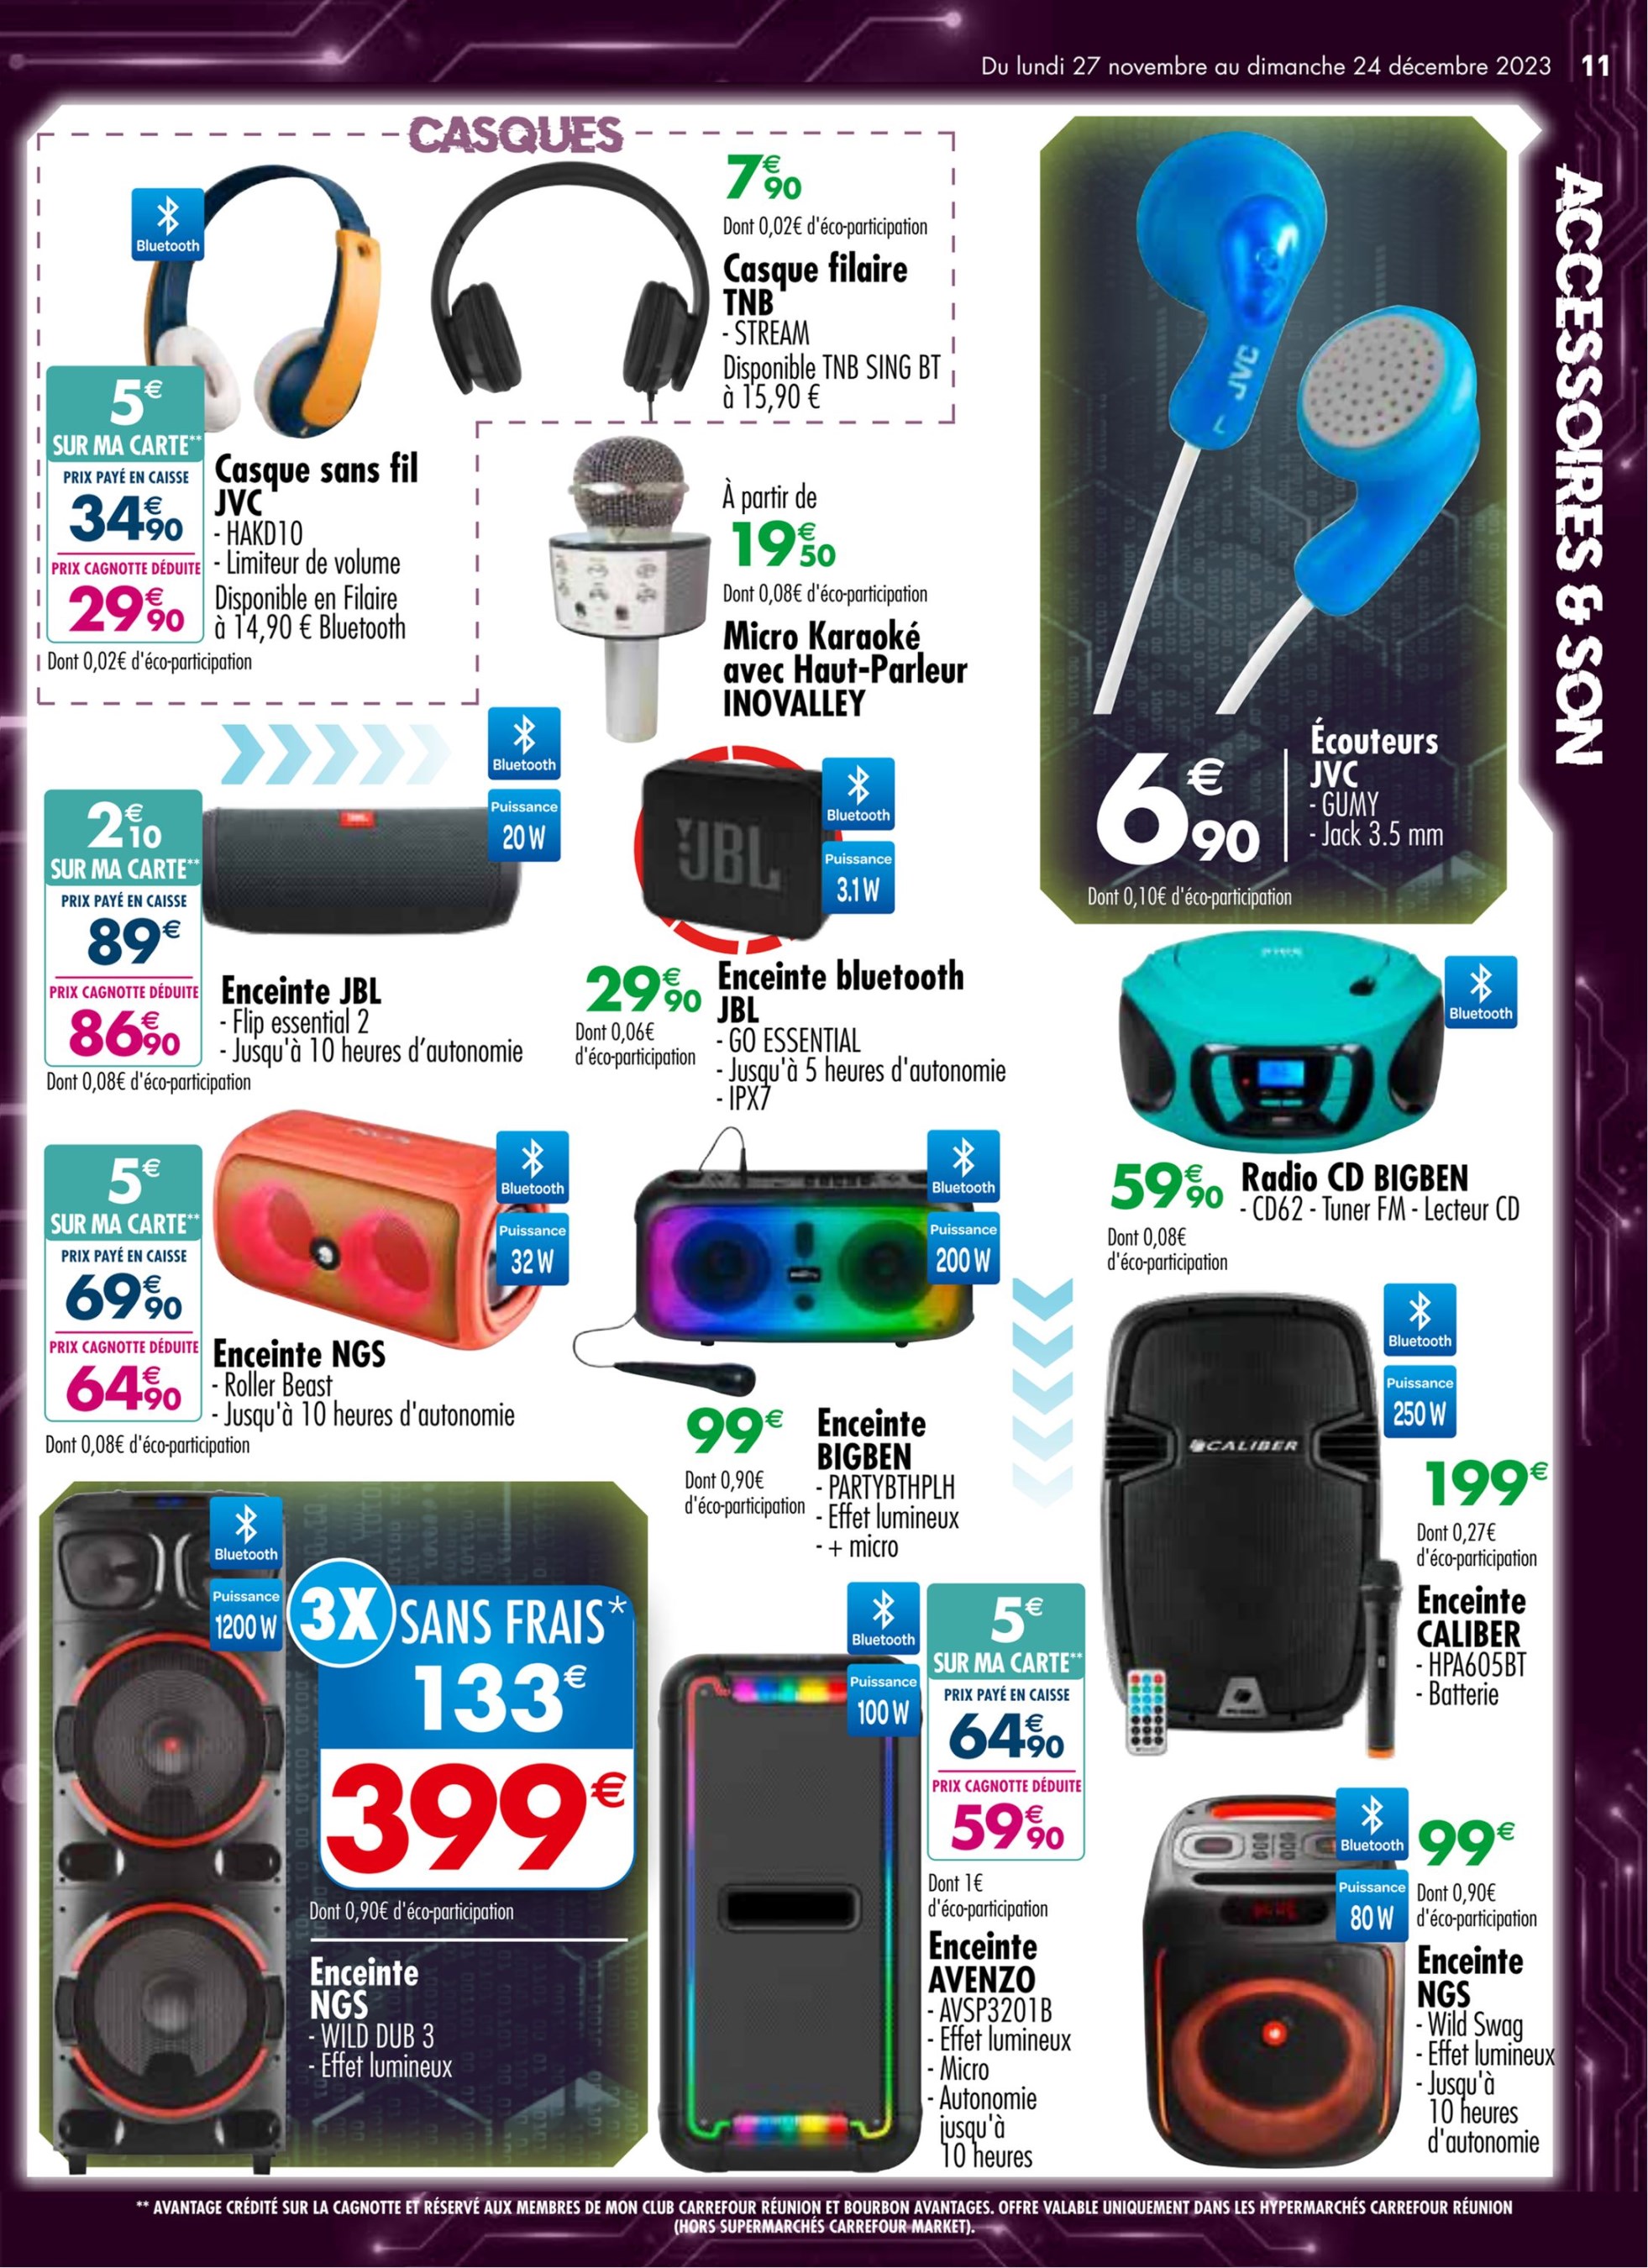 Du lundi 27 novembre au dimanche 24 décembre 2023 11
ACCESSOIRES & SON
CASQUES
Bluetooth
5€
SUR MA CARTE**
PRIX PAYÉ EN CAISSE
34€90
PRIX CAGNOTTE DÉDUITE
29€90
Dont 0,02€ d'éco-participation
Casque sans fil
JVC
- HAKD10
- Limiteur de volume
Disponible en Filaire
à 14,90 € Bluetooth
7€90
Dont 0,02€ d'éco-participation
Casque filaire
TNB
- STREAM
Disponible TNB SING BT
à 15,90 €
À partir de
19€50
Dont 0,08€ d'éco-participation
Micro Karaoké
avec Haut-Parleur
INOVALLEY
JVC
L
6€90
Écouteurs
JVC
- GUMY
- Jack 3.5 mm
Dont 0,10€ d'éco-participation
Bluetooth
Puissance
20 W
2€10
SUR MA CARTE**
PRIX PAYÉ EN CAISSE
89€
PRIX CAGNOTTE DÉDUITE
86€90
Dont 0,08€ d'éco-participation
Enceinte JBL
- Flip essential 2
- Jusqu'à 10 heures d’autonomie
JBL
Bluetooth
Puissance
3.1 W
29€90
Dont 0,06€
d'éco-participation
Enceinte bluetooth
JBL
- GO ESSENTIAL
- Jusqu'à 5 heures d'autonomie
- IPX7
Bluetooth
59€90
Dont 0,08€
d'éco-participation
Radio CD BIGBEN
- CD62 - Tuner FM - Lecteur CD
Bluetooth
Puissance
32 W
5€
SUR MA CARTE**
PRIX PAYÉ EN CAISSE
69€90
PRIX CAGNOTTE DÉDUITE
64€90
Dont 0,08€ d'éco-participation
Enceinte NGS
- Roller Beast
- Jusqu'à 10 heures d'autonomie
Bluetooth
Puissance
200 W
99€
Dont 0,90€
d'éco-participation
Enceinte
BIGBEN
- PARTYBTHPLH
- Effet lumineux
- + micro
CALIBER
Bluetooth
Puissance
250 W
199€
Dont 0,27€
d'éco-participation
Enceinte
CALIBER
- HPA605BT
- Batterie
Bluetooth
Puissance
1200 W
3X SANS FRAIS*
133€
399€
Dont 0,90€ d'éco-participation
Enceinte
NGS
- WILD DUB 3
- Effet lumineux
Bluetooth
Puissance
100 W
5€
SUR MA CARTE**
PRIX PAYÉ EN CAISSE
64€90
PRIX CAGNOTTE DÉDUITE
59€90
Dont 1€
d'éco-participation
Enceinte
AVENZO
- AVSP3201B
- Effet lumineux
- Micro
- Autonomie
jusqu'à
10 heures
Bluetooth
Puissance
80 W
99€
Dont 0,90€
d'éco-participation
Enceinte
NGS
- Wild Swag
- Effet lumineux
- Jusqu'à
10 heures
d'autonomie
** AVANTAGE CRÉDITÉ SUR LA CAGNOTTE ET RÉSERVÉ AUX MEMBRES DE MON CLUB CARREFOUR RÉUNION ET BOURBON AVANTAGES. OFFRE VALABLE UNIQUEMENT DANS LES HYPERMARCHÉS CARREFOUR RÉUNION
(HORS SUPERMARCHÉS CARREFOUR MARKET).